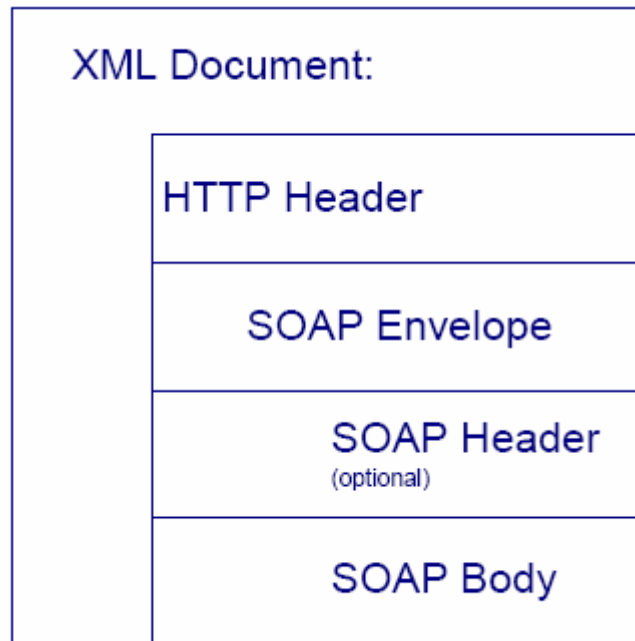 XML Document:
HTTP Header
SOAP Envelope
SOAP Header
(optional)
SOAP Body